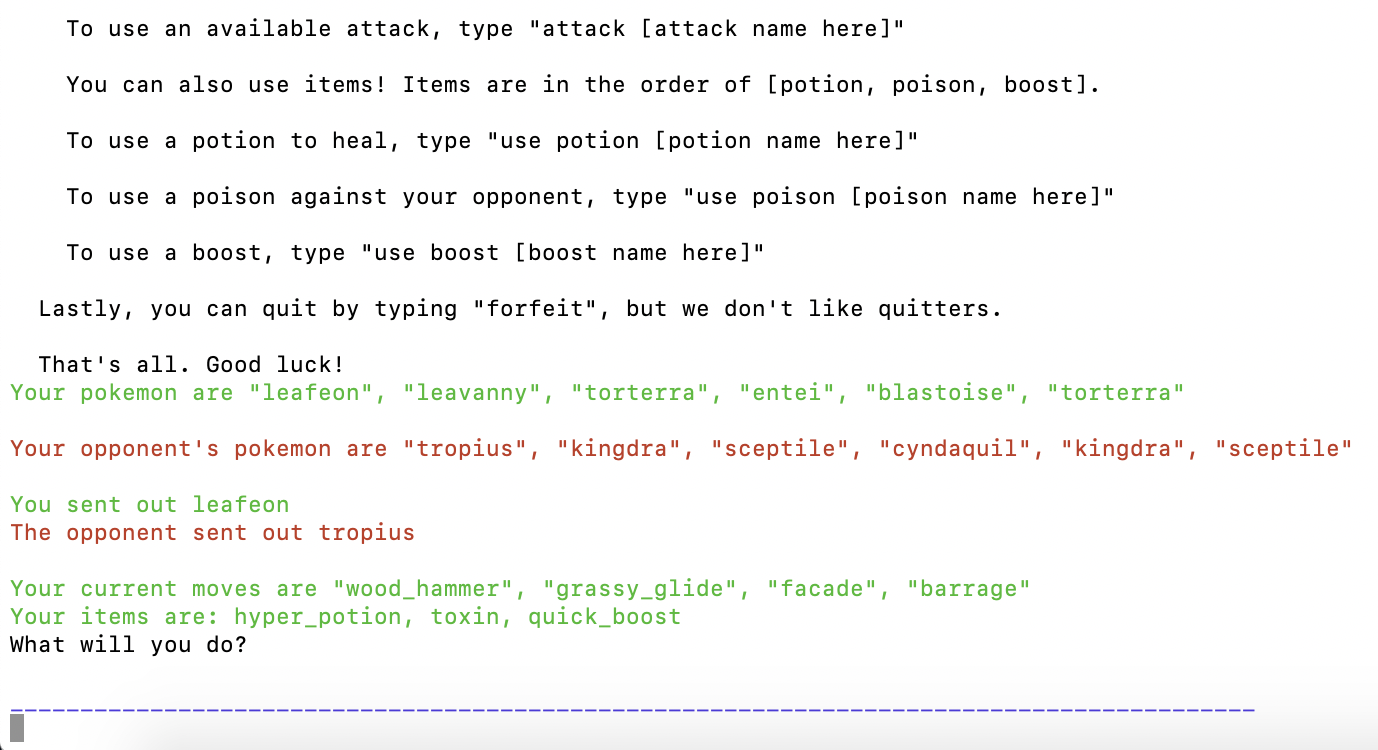 To use an available attack, type "attack [attack name here]"
You can also use items! Items are in the order of [potion, poison, boost].
To use a potion to heal, type "use potion [potion name here]"
To use a poison against your opponent, type "use poison [poison name here]"
To use a boost, type "use boost [boost name here]"
Lastly, you can quit by typing "forfeit", but we don't like quitters.
That's all. Good luck!
Your pokemon are "leafeon", "leavanny", "torterra", "entei", "blastoise", "torterra"
Your opponent's pokemon are "tropius", "kingdra", "sceptile", "cyndaquil", "kingdra", "sceptile"
You sent out leafeon
The opponent sent out tropius
Your current moves are "wood_hammer", "grassy_glide", "facade", "barrage"
Your items are: hyper_potion, toxin, quick_boost
What will you do?